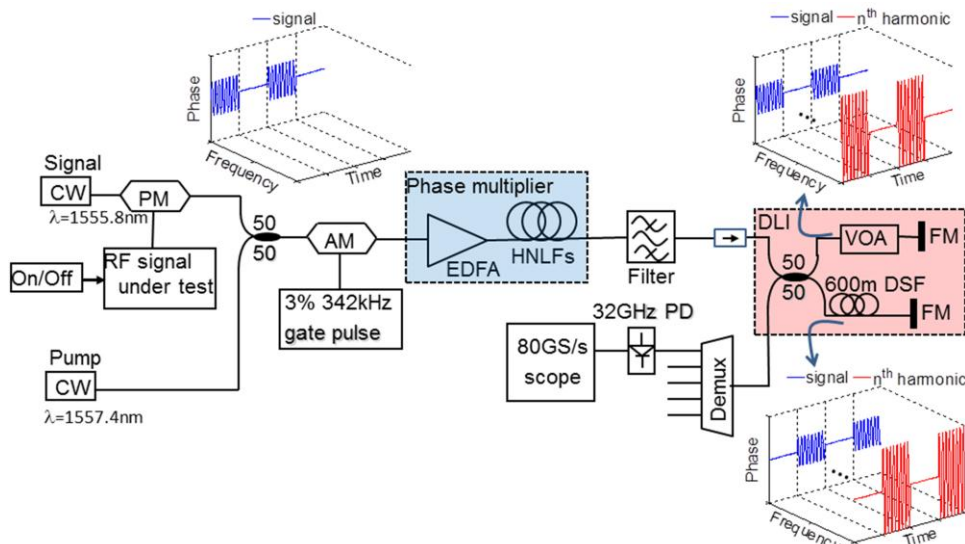 signal
Phase
Frequency
Time
signal nth harmonic
Phase
Frequency
Time
Signal
CW
λ=1555.8nm
PM
On/Off
RF signal
under test
Pump
CW
λ=1557.4nm
50
50
AM
3% 342kHz
gate pulse
Phase multiplier
EDFA
HNLFs
Filter
DLI
50
50
VOA
FM
600m DSF
FM
32GHz PD
80GS/s
scope
Demux
signal nth harmonic
Phase
Frequency
Time